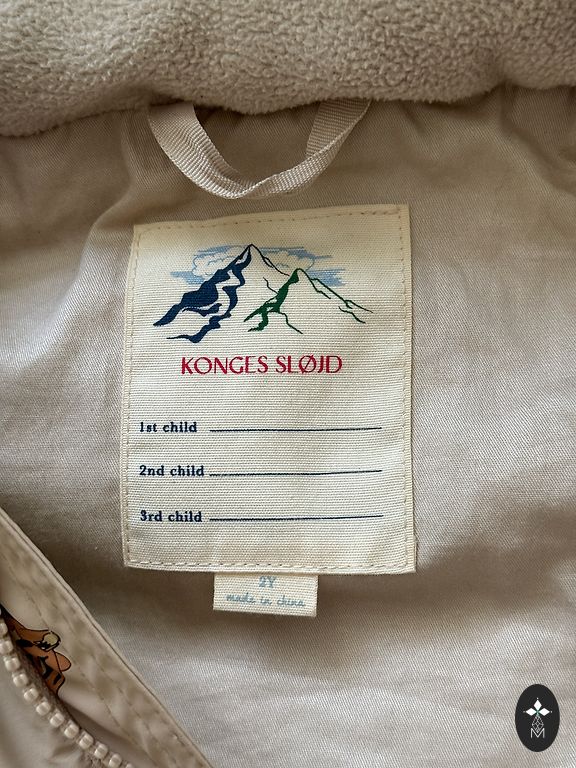 KONGES SLØJD
1st child
2nd child
3rd child
2Y
made in china
M